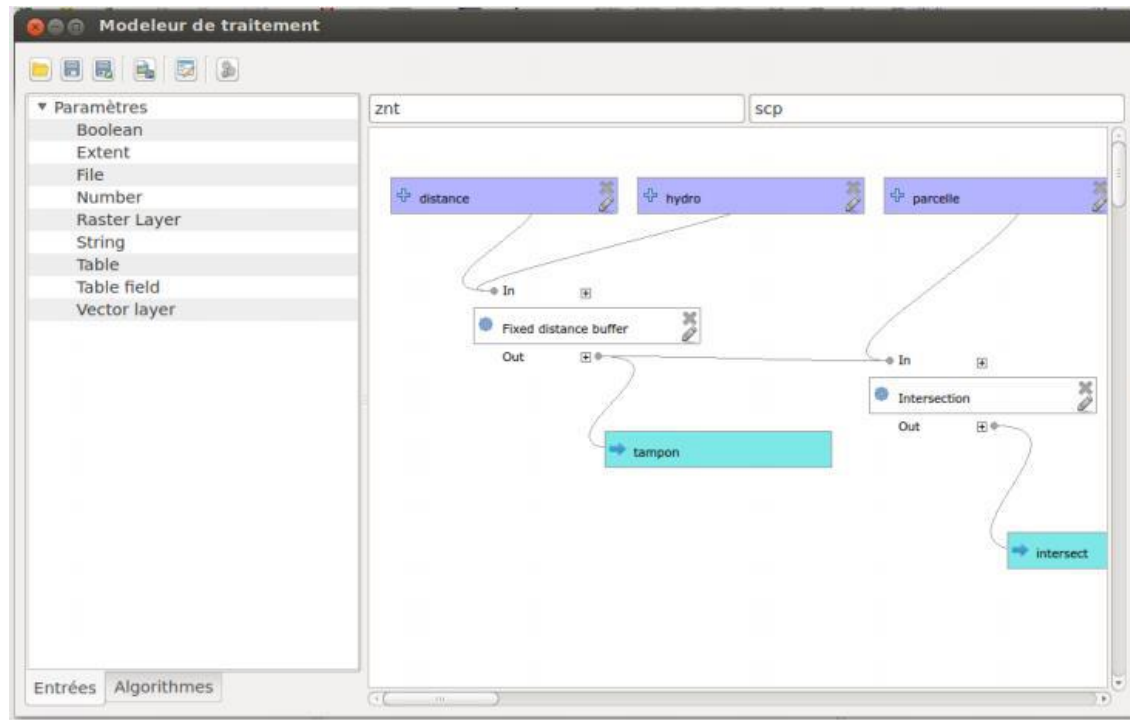 Modeleur de traitement
Paramètres
Boolean
Extent
File
Number
Raster Layer
String
Table
Table field
Vector layer
Entrées
Algorithmes
znt
scp
distance
hydro
parcelle
In
Fixed distance buffer
Out
In
Intersection
Out
tampon
intersect